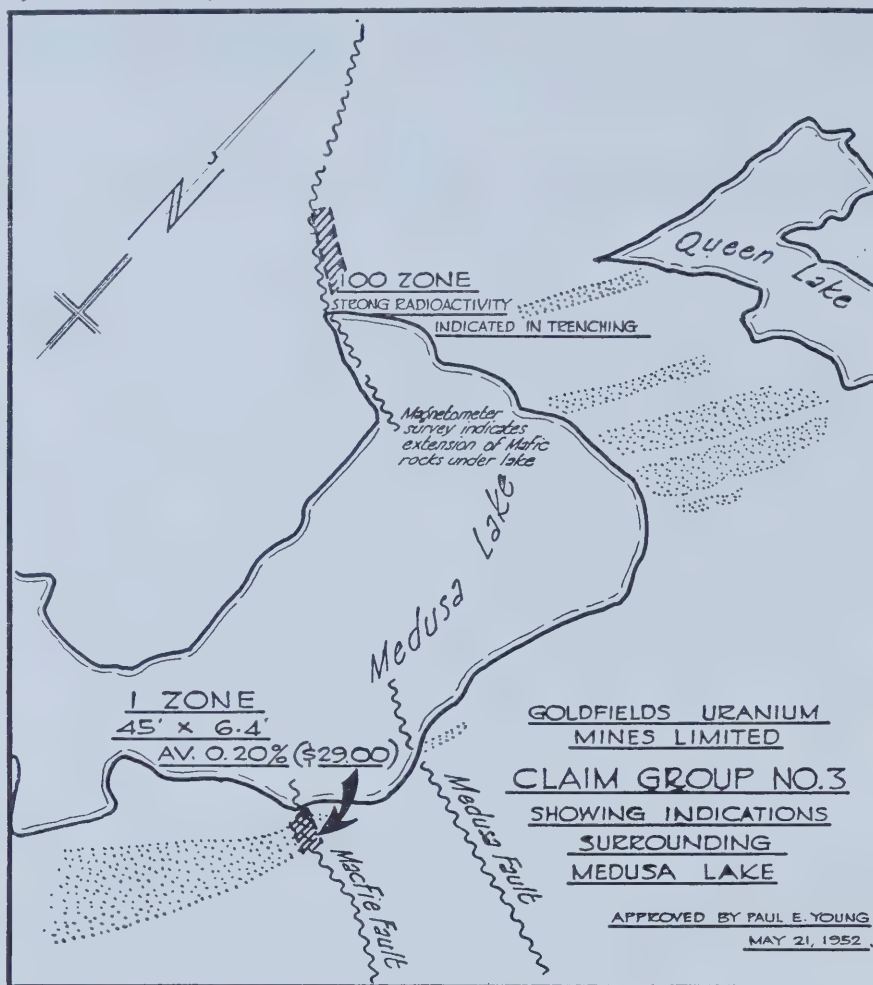 100 ZONE
STRONG RADIOACTIVITY
INDICATED IN TRENCHING
Queen Lake
Magnetometer
survey indicates
extension of Mafic
rocks under lake
Medusa Lake
1 ZONE
45' x 6.4'
AV. 0.20% ($29.00)
Macfie Fault
Medusa Fault
GOLDFIELDS URANIUM
MINES LIMITED
CLAIM GROUP NO.3
SHOWING INDICATIONS
SURROUNDING
MEDUSA LAKE
APPROVED BY PAUL E. YOUNG
MAY 21, 1952.